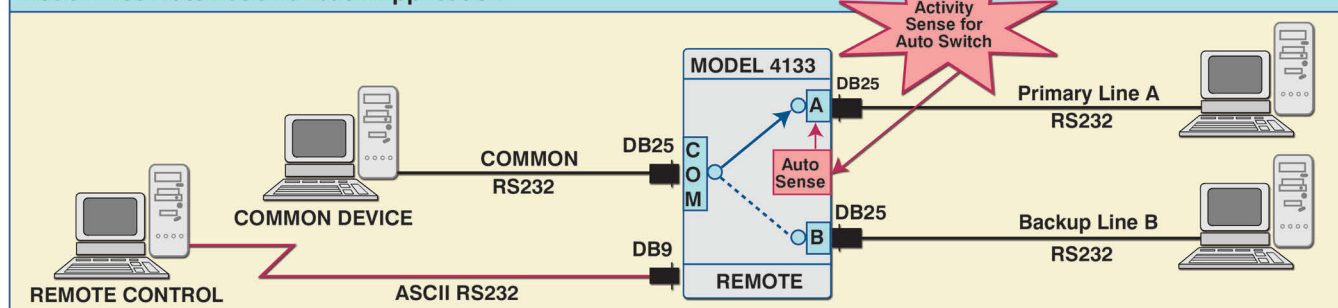 Activity
Sense for
Auto Switch
MODEL 4133
DB25
A
Primary Line A
RS232
DB25
COM
COMMON
RS232
Auto
Sense
COMMON DEVICE
DB25
B
Backup Line B
RS232
DB9
REMOTE
REMOTE CONTROL
ASCII RS232